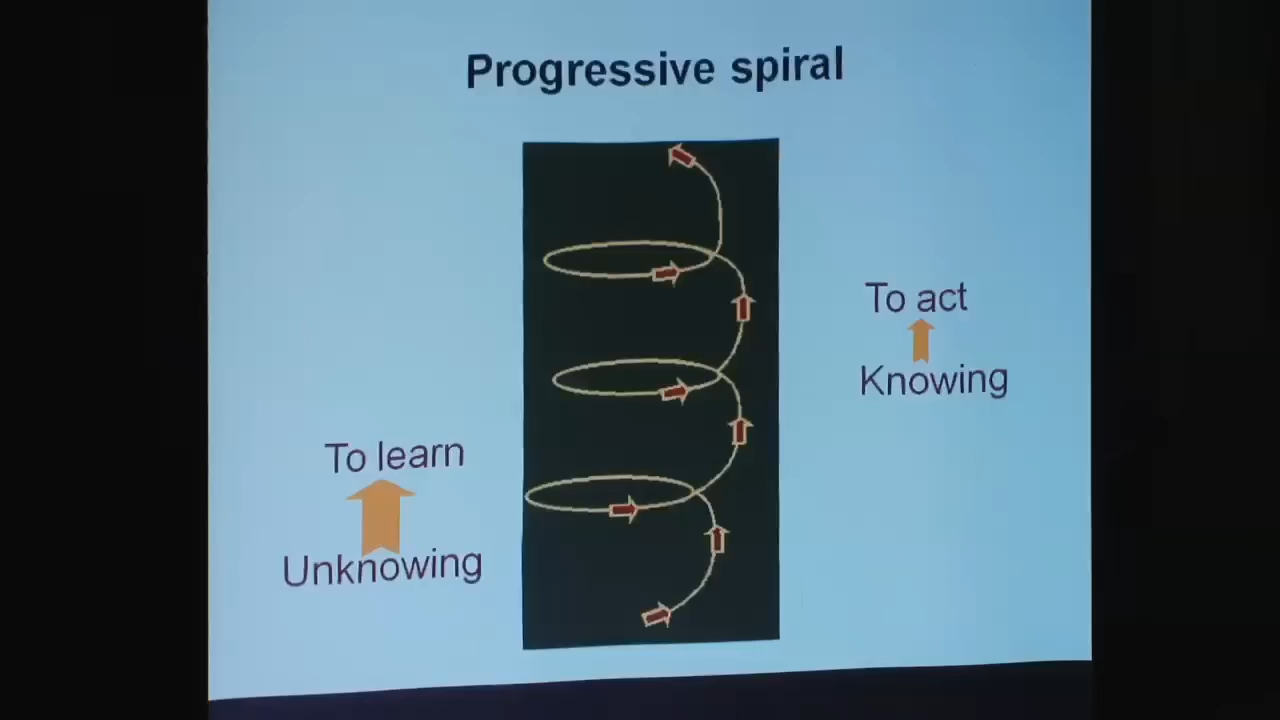 Progressive spiral
To act
Knowing
To learn
Unknowing